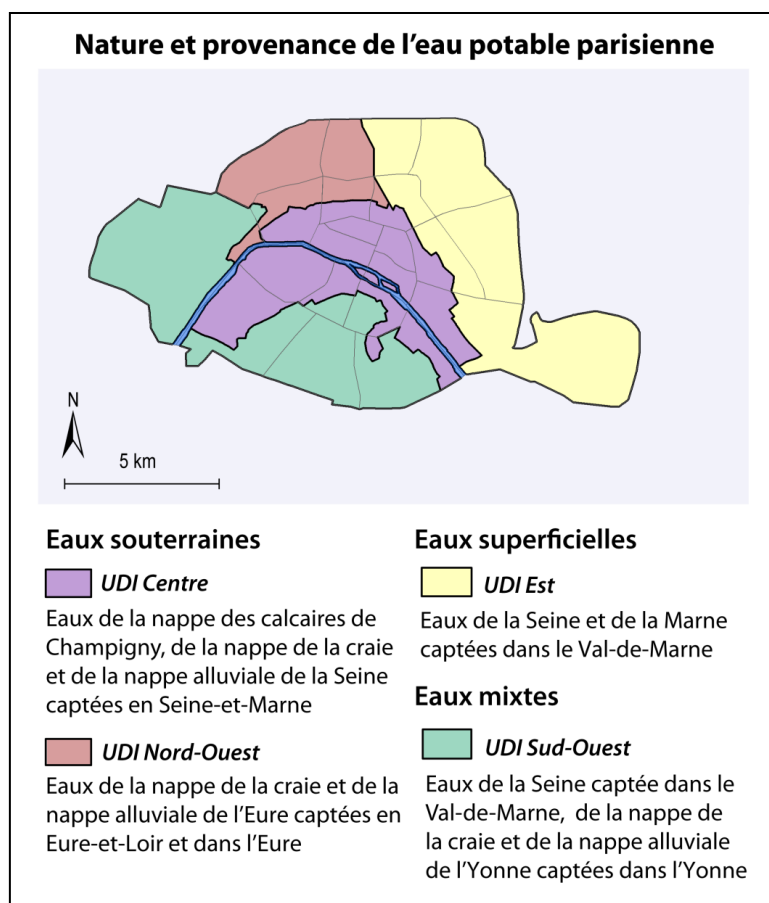 Nature et provenance de l’eau potable parisienne
N
5 km
Eaux souterraines
UDI Centre
Eaux de la nappe des calcaires de
Champigny, de la nappe de la craie
et de la nappe alluviale de la Seine
captées en Seine-et-Marne
UDI Nord-Ouest
Eaux de la nappe de la craie et de la
nappe alluviale de l’Eure captées en
Eure-et-Loir et dans l’Eure
Eaux superficielles
UDI Est
Eaux de la Seine et de la Marne
captées dans le Val-de-Marne
Eaux mixtes
UDI Sud-Ouest
Eaux de la Seine captée dans le
Val-de-Marne, de la nappe de
la craie et de la nappe alluviale
de l’Yonne captées dans l’Yonne